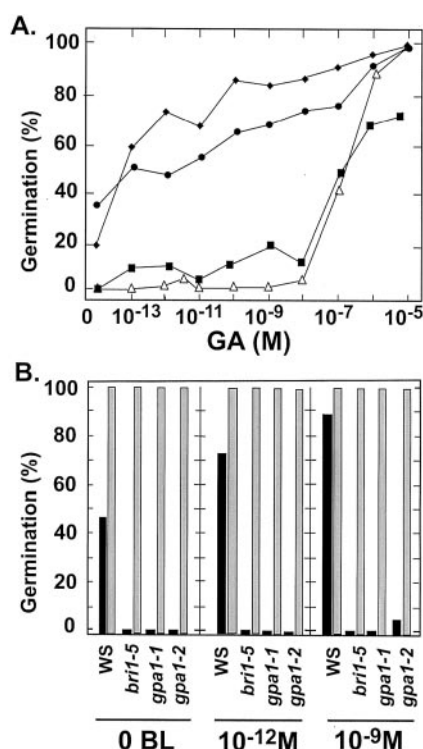 A.
100
80
60
40
20
0
Germination (%)
0 10-13 10-11 10-9 10-7 10-5
GA (M)
B.
100
80
60
40
20
0
Germination (%)
WS bri1-5 gpa1-1 gpa1-2 WS bri1-5 gpa1-1 gpa1-2 WS bri1-5 gpa1-1 gpa1-2
0 BL 10-12M 10-9M